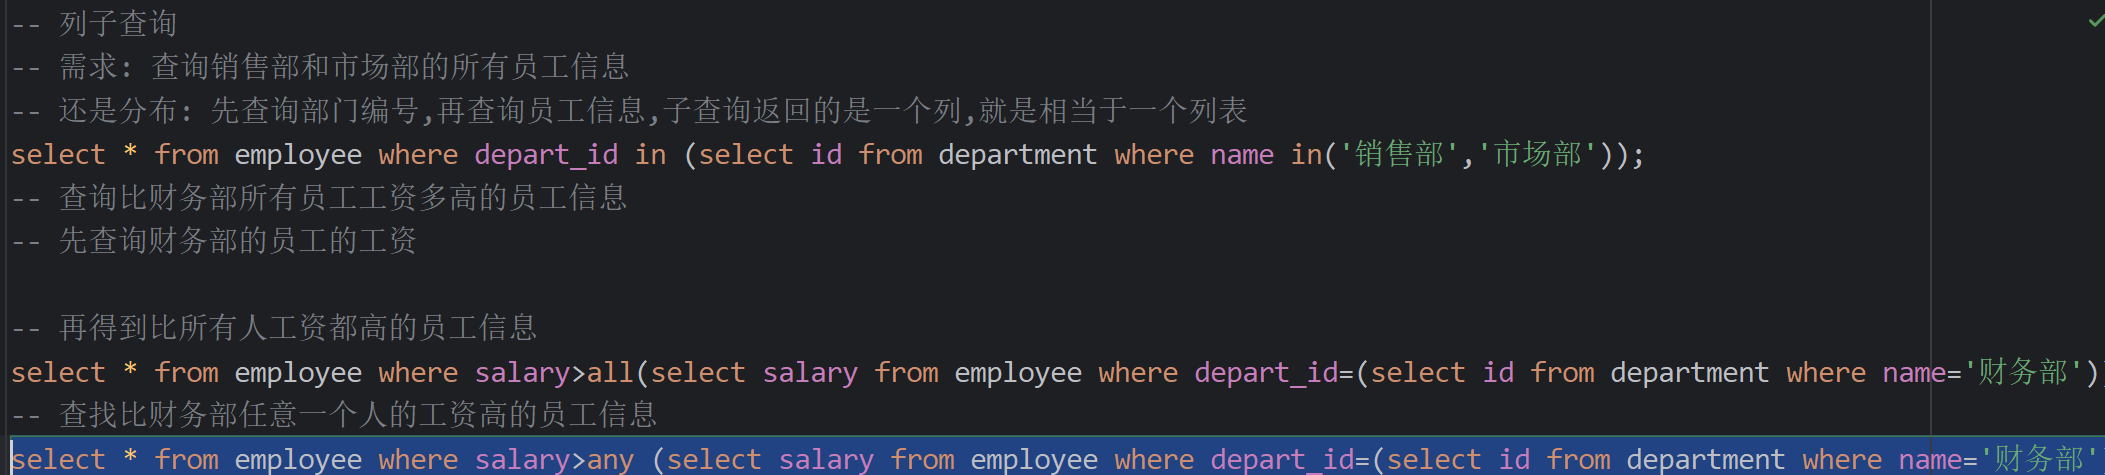 -- 列子查询
-- 需求: 查询销售部和市场部的所有员工信息
-- 还是分布: 先查询部门编号,再查询员工信息,子查询返回的是一个列,就是相当于一个列表
select * from employee where depart_id in (select id from department where name in('销售部','市场部'));
-- 查询比财务部所有员工工资多高的员工信息
-- 先查询财务部的员工的工资
-- 再得到比所有人工资都高的员工信息
select * from employee where salary>all(select salary from employee where depart_id=(select id from department where name='财务部')
-- 查找比财务部任意一个人的工资高的员工信息
select * from employee where salary>any (select salary from employee where depart_id=(select id from department where name='财务部'